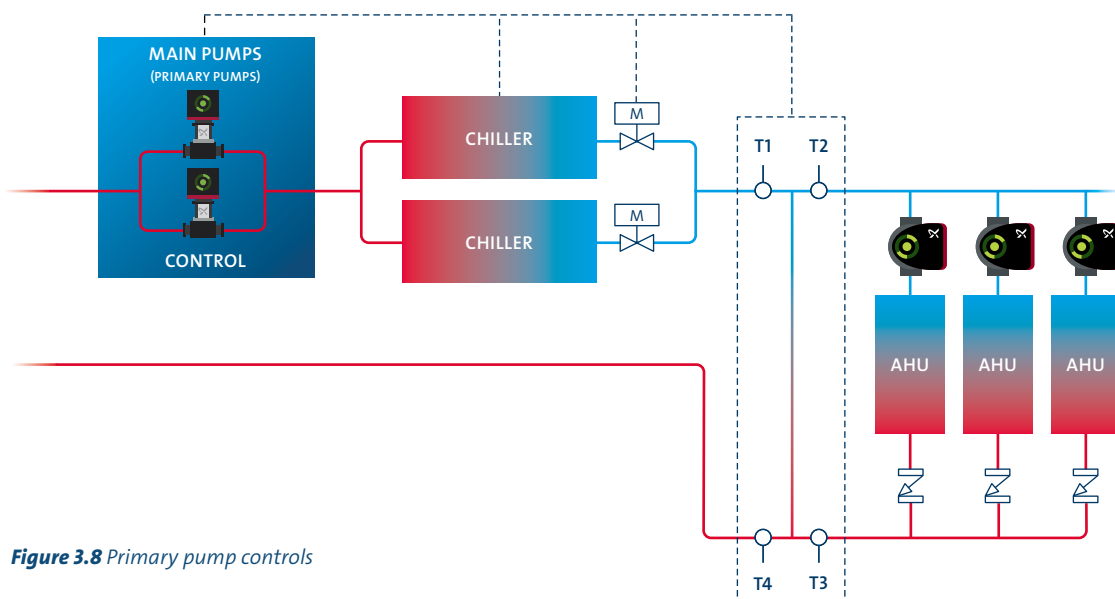 MAIN PUMPS
(PRIMARY PUMPS)
CONTROL
CHILLER
CHILLER
M
M
T1
T2
AHU
AHU
AHU
T4
T3
Figure 3.8 Primary pump controls